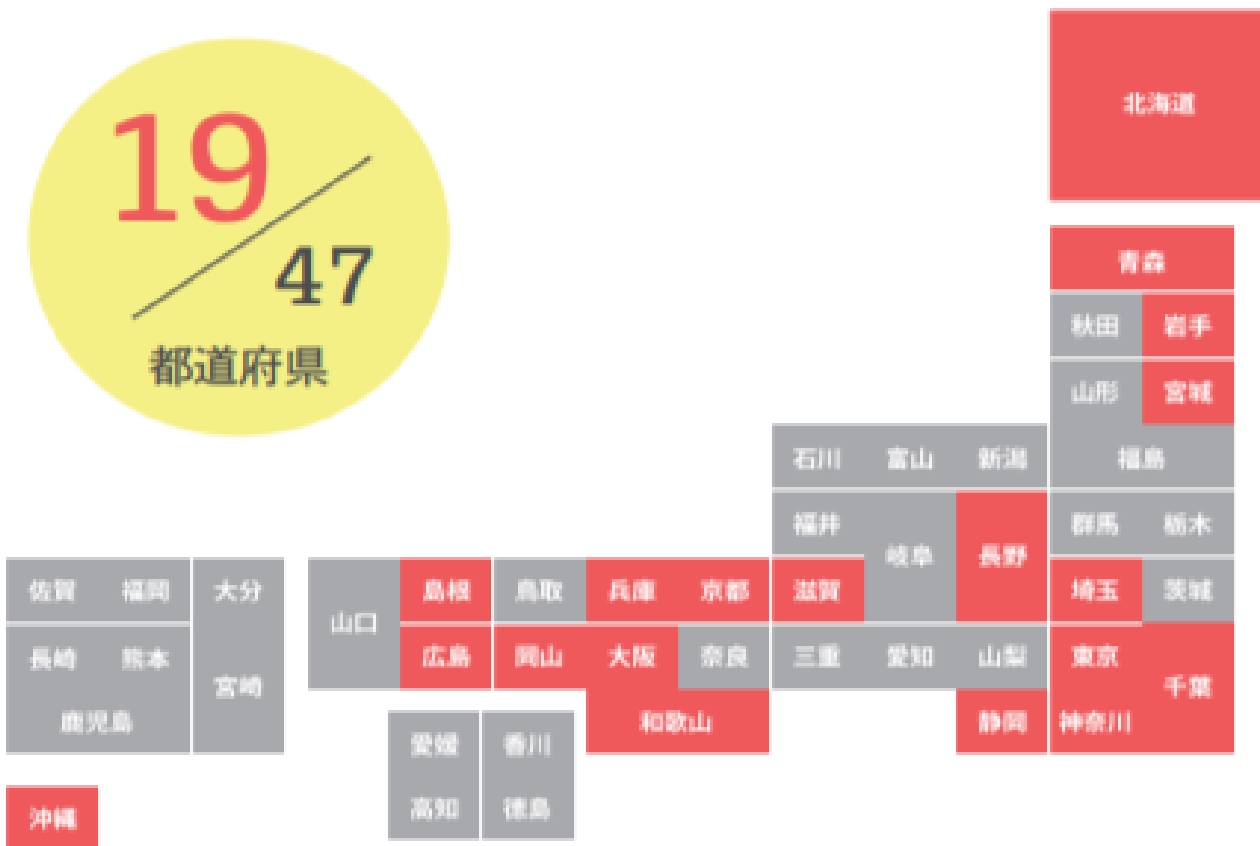 19
47
都道府県
北海道
青森
秋田 岩手
山形 宮城
石川 富山 新潟 福島
福井 岐阜 長野 群馬 栃木
佐賀 福岡 大分 山口 島根 鳥取 兵庫 京都 滋賀 埼玉 茨城
長崎 熊本 宮崎 広島 岡山 大阪 奈良 三重 愛知 山梨 東京 千葉
鹿児島 和歌山 静岡 神奈川
愛媛 香川
高知 徳島
沖縄